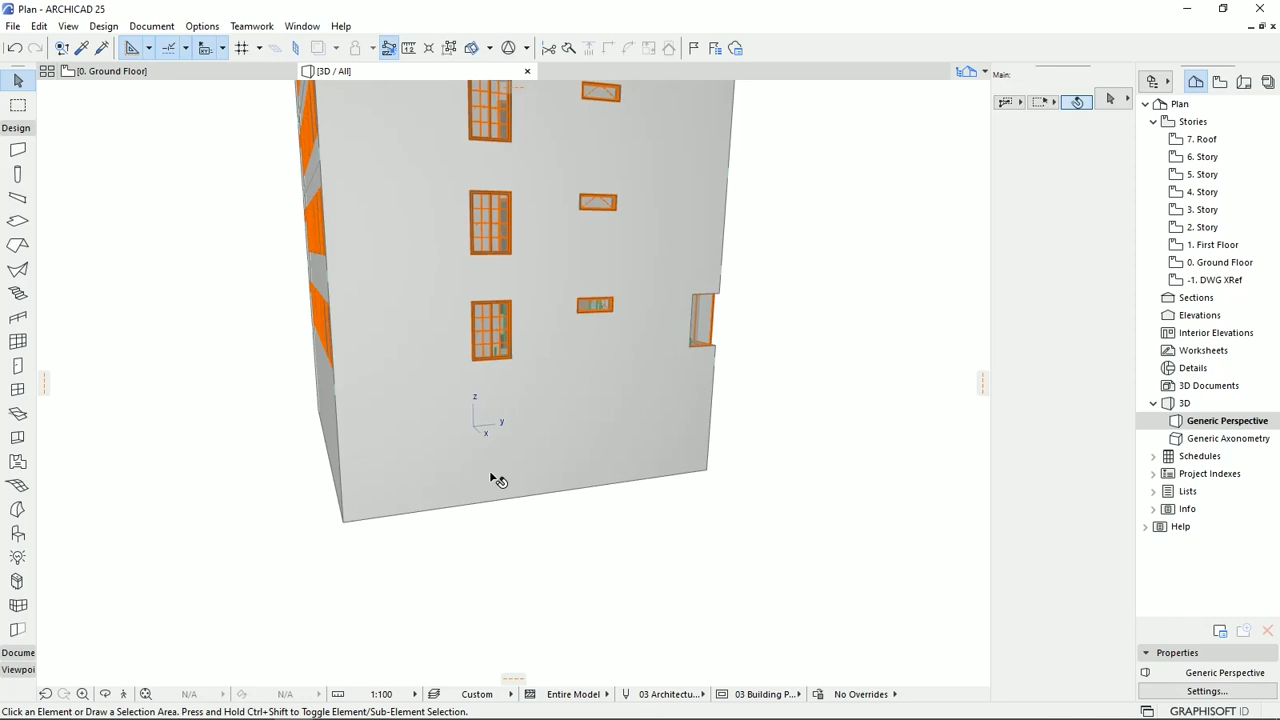 Plan - ARCHICAD 25
File Edit View Design Document Options Teamwork Window Help
[0. Ground Floor]
[3D / All]
Main:
Design
Plan
Stories
7. Roof
6. Story
5. Story
4. Story
3. Story
2. Story
1. First Floor
0. Ground Floor
-1. DWG XRef
Sections
Elevations
Interior Elevations
Worksheets
Details
3D Documents
3D
Generic Perspective
Generic Axonometry
Schedules
Project Indexes
Lists
Info
Help
z
y
x
Docume
Viewpoi
Properties
Generic Perspective
Settings...
N/A N/A 1:100 Custom Entire Model 03 Architectu... 03 Building P... No Overrides
Click an Element or Draw a Selection Area. Press and Hold Ctrl+Shift to Toggle Element/Sub-Element Selection.
GRAPHISOFT ID